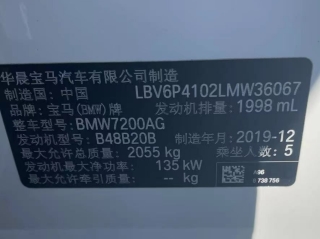 华晨宝马汽车有限公司制造
制造国：中国 LBV6P4102LMW36067
品牌：宝马(BMW)牌 发动机排量：1998 mL
整车型号：BMW7200AG
发动机型号：B48B20B 制造年月：2019-12
最大允许总质量：2055 kg 乘坐人数：5
发动机最大净功率：135 kW
最大允许牵引质量：-- kg A96
8 738 756